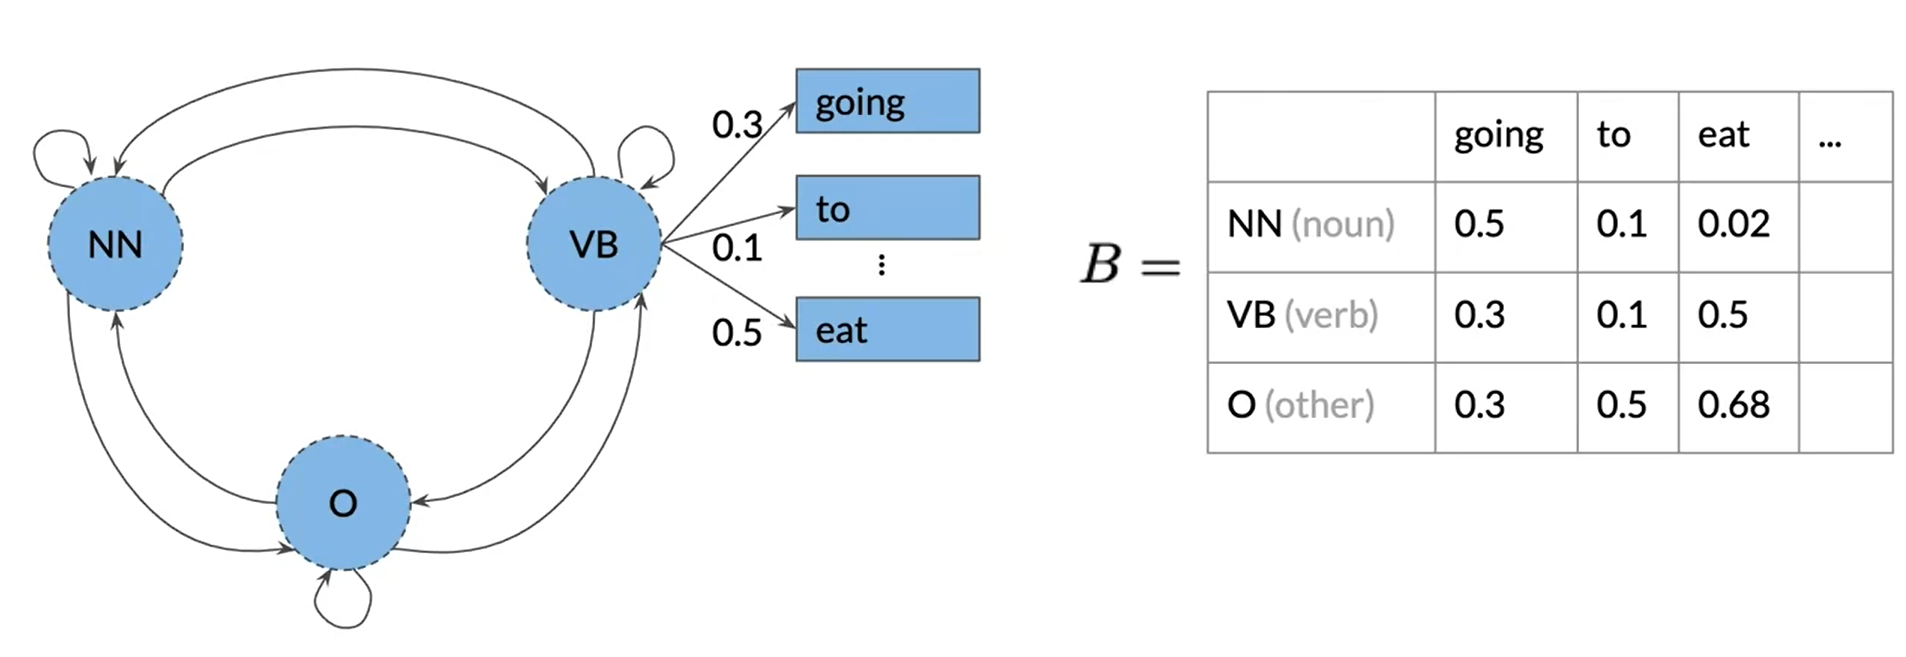 NN
VB
O
0.3
0.1
0.5
going
to
⋮
eat
B =
going to eat ...
NN (noun) 0.5 0.1 0.02
VB (verb) 0.3 0.1 0.5
O (other) 0.3 0.5 0.68